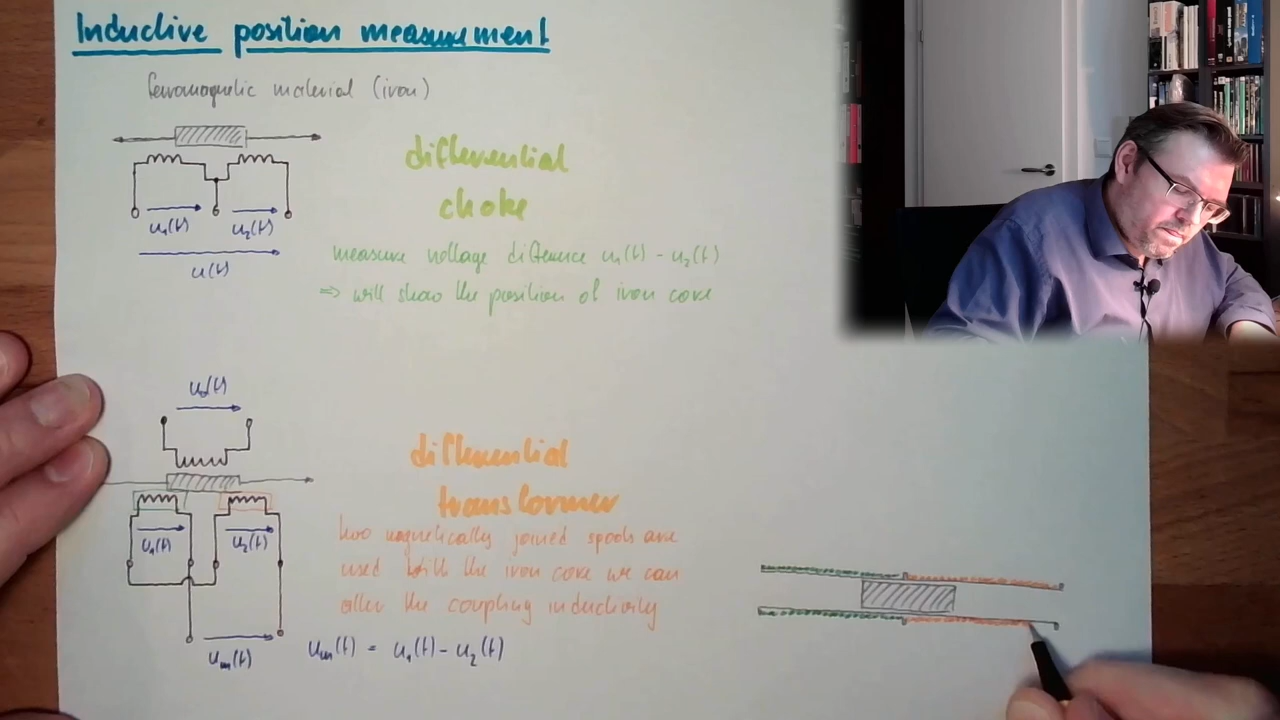 Inductive position measurement
ferromagnetic material (iron)
differential
choke
u₁(t)
u₂(t)
u(t)
measure voltage difference u₁(t) - u₂(t)
=> will show the position of iron core
u₀(t)
differential
transformer
u₁(t)
u₂(t)
two magnetically joined spools are
used with the iron core we can
alter the coupling inductivity
uₘ(t)
uₘ(t) = u₁(t) - u₂(t)